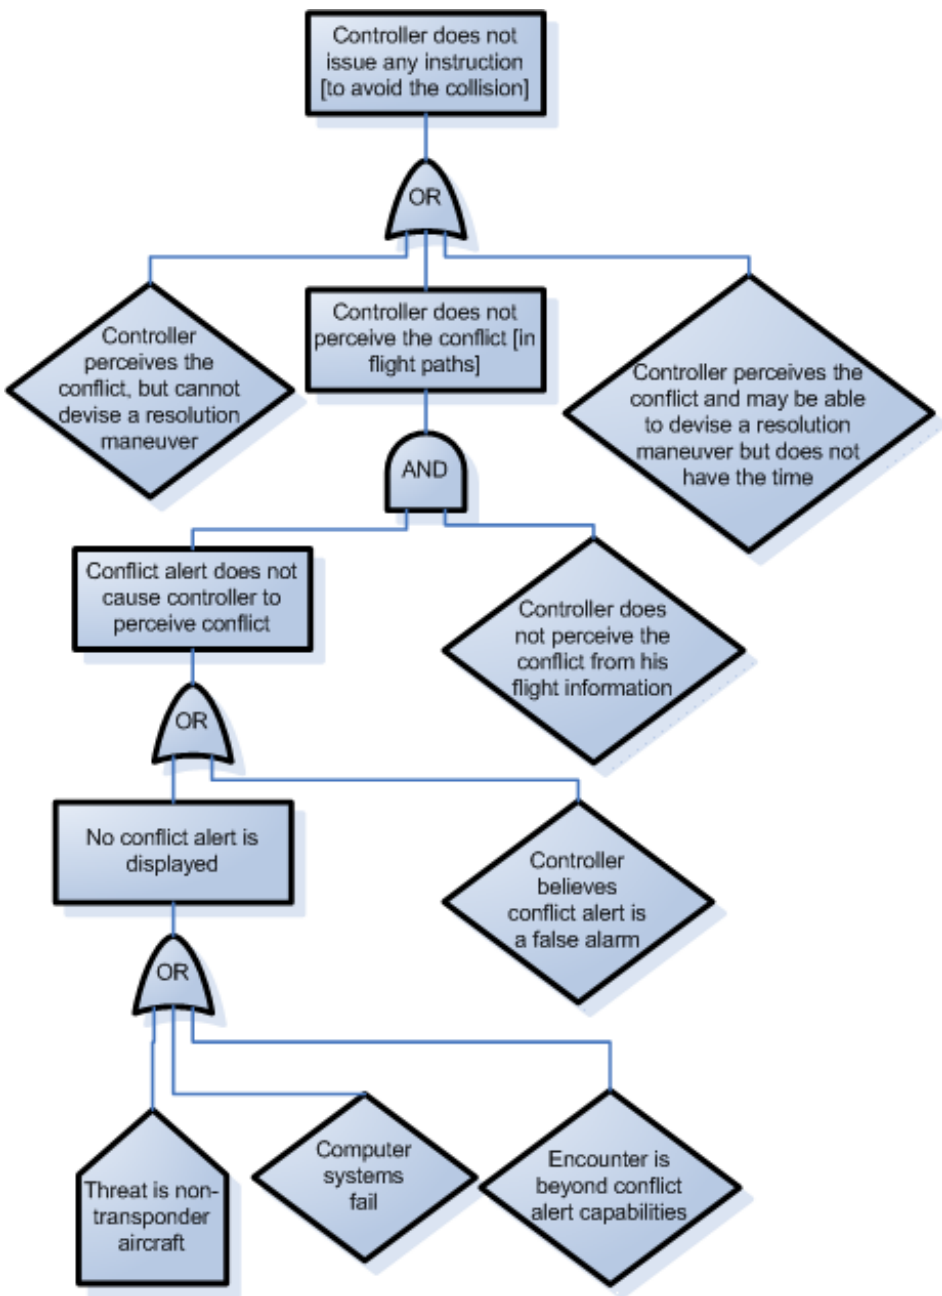 Controller does not
issue any instruction
[to avoid the collision]
OR
Controller
perceives the
conflict, but cannot
devise a resolution
maneuver
Controller does not
perceive the conflict [in
flight paths]
Controller perceives the
conflict and may be able
to devise a resolution
maneuver but does not
have the time
AND
Conflict alert does not
cause controller to
perceive conflict
Controller does
not perceive the
conflict from his
flight information
OR
No conflict alert is
displayed
Controller
believes
conflict alert is
a false alarm
OR
Threat is non-
transponder
aircraft
Computer
systems
fail
Encounter is
beyond conflict
alert capabilities